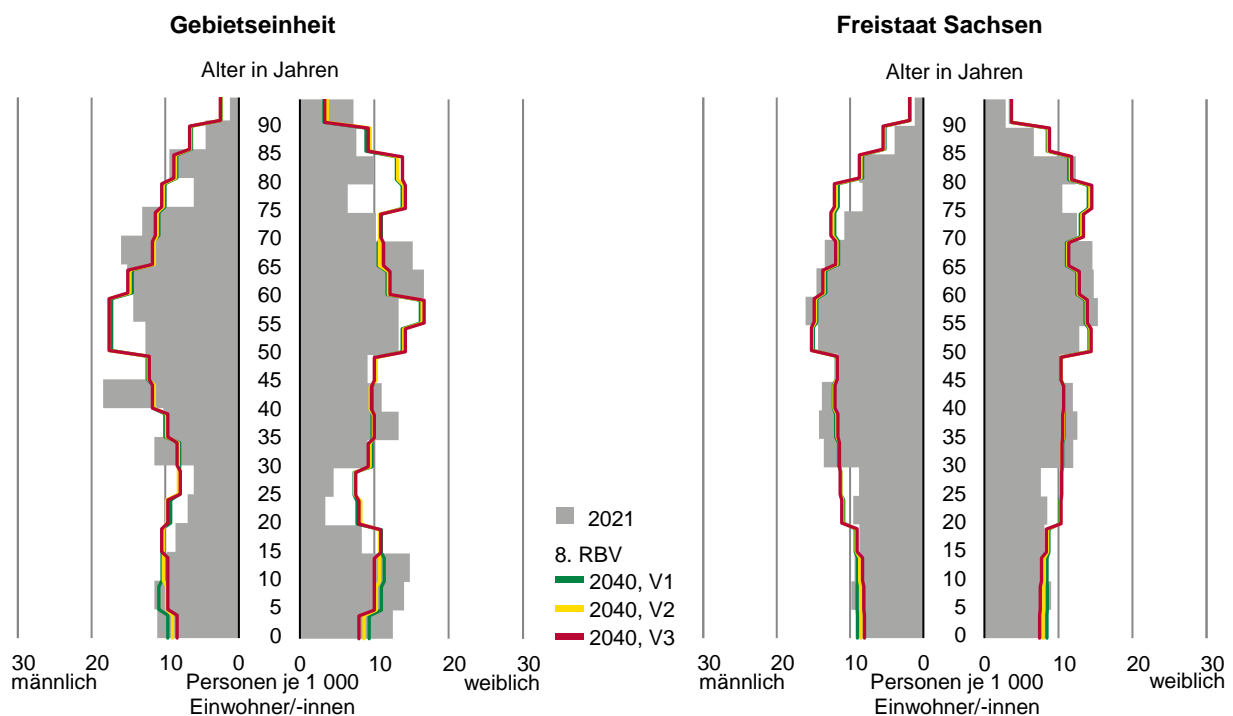 Gebietseinheit
Freistaat Sachsen
Alter in Jahren
Alter in Jahren
90
85
80
75
70
65
60
55
50
45
40
35
30
25
20
15
10
5
0
90
85
80
75
70
65
60
55
50
45
40
35
30
25
20
15
10
5
0
2021
8. RBV
2040, V1
2040, V2
2040, V3
30 20 10 0 0 10 20 30
männlich Personen je 1 000 weiblich
Einwohner/-innen
30 20 10 0 0 10 20 30
männlich Personen je 1 000 weiblich
Einwohner/-innen